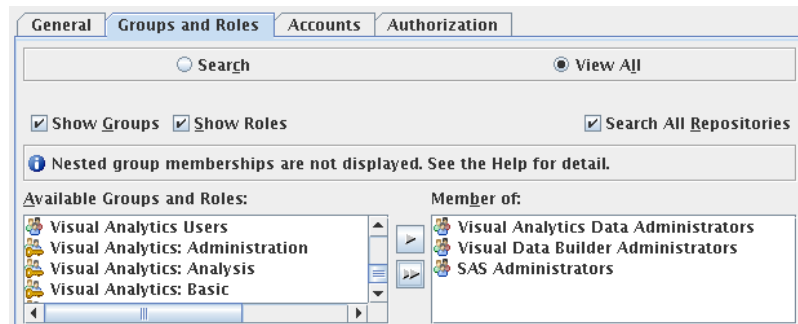 General Groups and Roles Accounts Authorization
Search View All
Show Groups Show Roles Search All Repositories
Nested group memberships are not displayed. See the Help for detail.
Available Groups and Roles:
Visual Analytics Users
Visual Analytics: Administration
Visual Analytics: Analysis
Visual Analytics: Basic
Member of:
Visual Analytics Data Administrators
Visual Data Builder Administrators
SAS Administrators